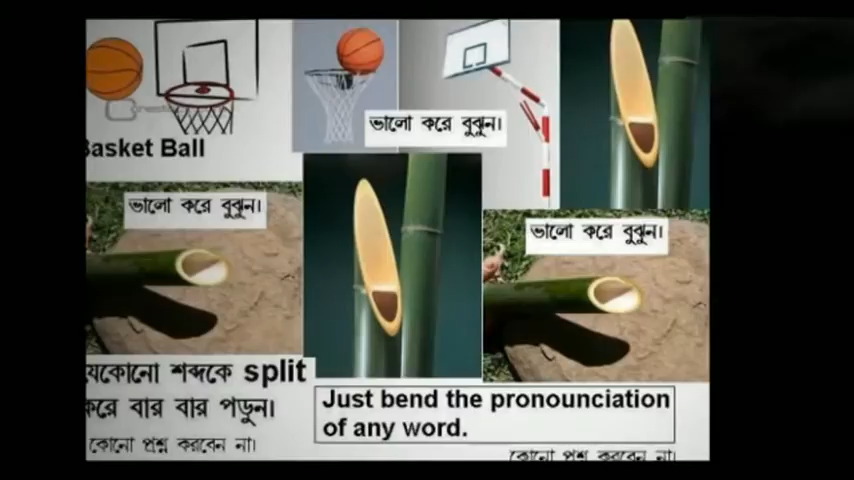 Basket Ball
ভালো করে বুঝুন।
ভালো করে বুঝুন।
ভালো করে বুঝুন।
যেকোনো শব্দকে split
করে বার বার পড়ুন।
কোনো প্রশ্ন করবেন না।
Just bend the pronounciation
of any word.
কোনো প্রশ্ন করবেন না।